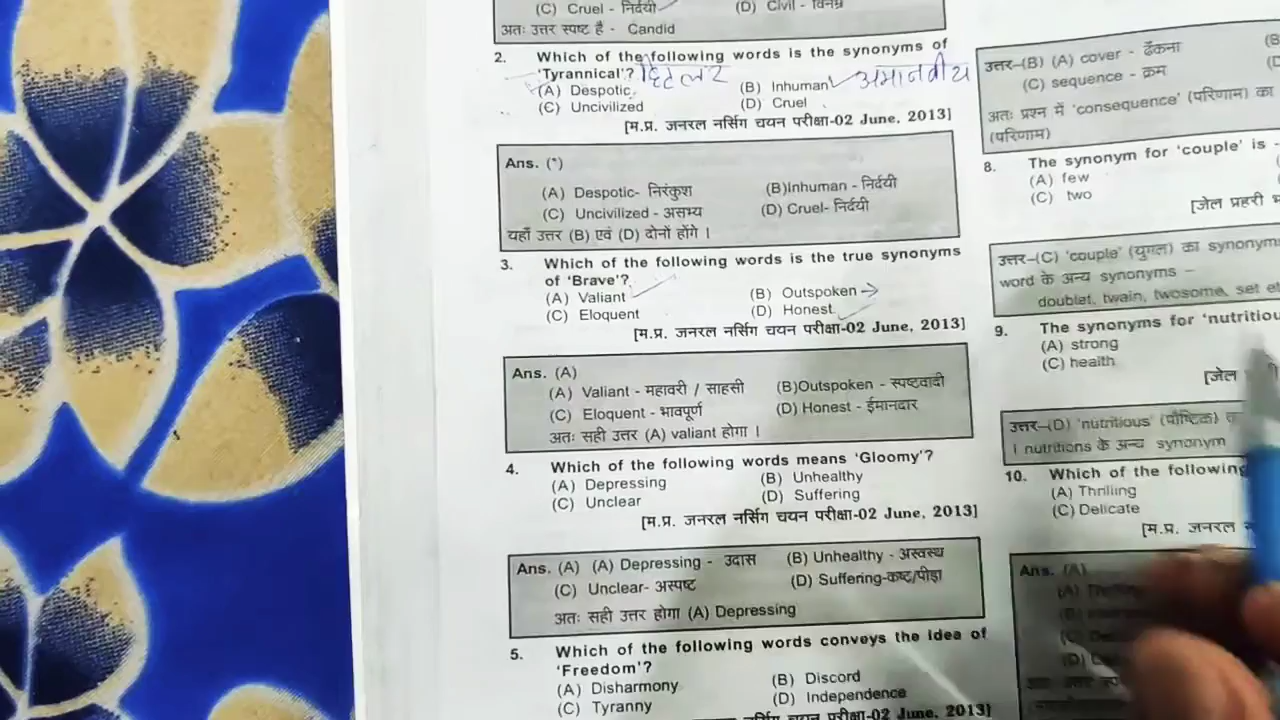 (C) Cruel - निर्दयी (D) Civil - विनम्र
अतः उत्तर स्पष्ट है - Candid
2. Which of the following words is the synonyms of
'Tyrannical'? हिटलर
(A) Despotic (B) Inhuman अमानवीय
(C) Uncivilized (D) Cruel
[म.प्र. जनरल नर्सिंग चयन परीक्षा-02 June, 2013]
Ans. (*)
(A) Despotic- निरंकुश (B)Inhuman - निर्दयी
(C) Uncivilized - असभ्य (D) Cruel- निर्दयी
यहाँ उत्तर (B) एवं (D) दोनों होंगे ।
3. Which of the following words is the true synonyms
of 'Brave'?
(A) Valiant (B) Outspoken
(C) Eloquent (D) Honest
[म.प्र. जनरल नर्सिंग चयन परीक्षा-02 June, 2013]
Ans. (A)
(A) Valiant - महावरी / साहसी (B)Outspoken - स्पष्टवादी
(C) Eloquent - भावपूर्ण (D) Honest - ईमानदार
अतः सही उत्तर (A) valiant होगा ।
4. Which of the following words means 'Gloomy'?
(A) Depressing (B) Unhealthy
(C) Unclear (D) Suffering
[म.प्र. जनरल नर्सिंग चयन परीक्षा-02 June, 2013]
Ans. (A) (A) Depressing - उदास (B) Unhealthy - अस्वस्थ
(C) Unclear- अस्पष्ट (D) Suffering-कष्ट/पीड़ा
अतः सही उत्तर होगा (A) Depressing
5. Which of the following words conveys the idea of
'Freedom'?
(A) Disharmony (B) Discord
(C) Tyranny (D) Independence
चयन परीक्षा-02 June, 2013]
उत्तर-(B) (A) cover - ढँकना (B
(C) sequence - क्रम (D
अतः प्रश्न में 'consequence' (परिणाम) का
(परिणाम)
8. The synonym for 'couple' is -
(A) few
(C) two
[जेल प्रहरी
उत्तर-(C) 'couple' (युगल) का synonym
word के अन्य synonyms –
doublet, twain, twosome, set
9. The synonyms for 'nutritiou
(A) strong
(C) health
[जेल
उत्तर-(D) 'nutritious' (पौष्टिक)
। nutritions के अन्य synonym
10. Which of the following
(A) Thrilling
(C) Delicate
[म.प्र. जनरल
Ans. (A)